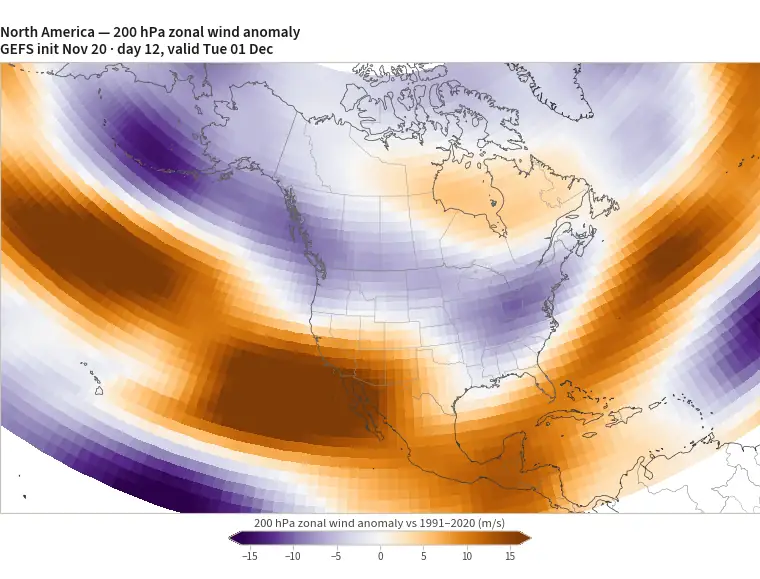 North America — 200 hPa zonal wind anomaly
GEFS init Nov 20 · day 12, valid Tue 01 Dec
200 hPa zonal wind anomaly vs 1991–2020 (m/s)
−15 −10 −5 0 5 10 15